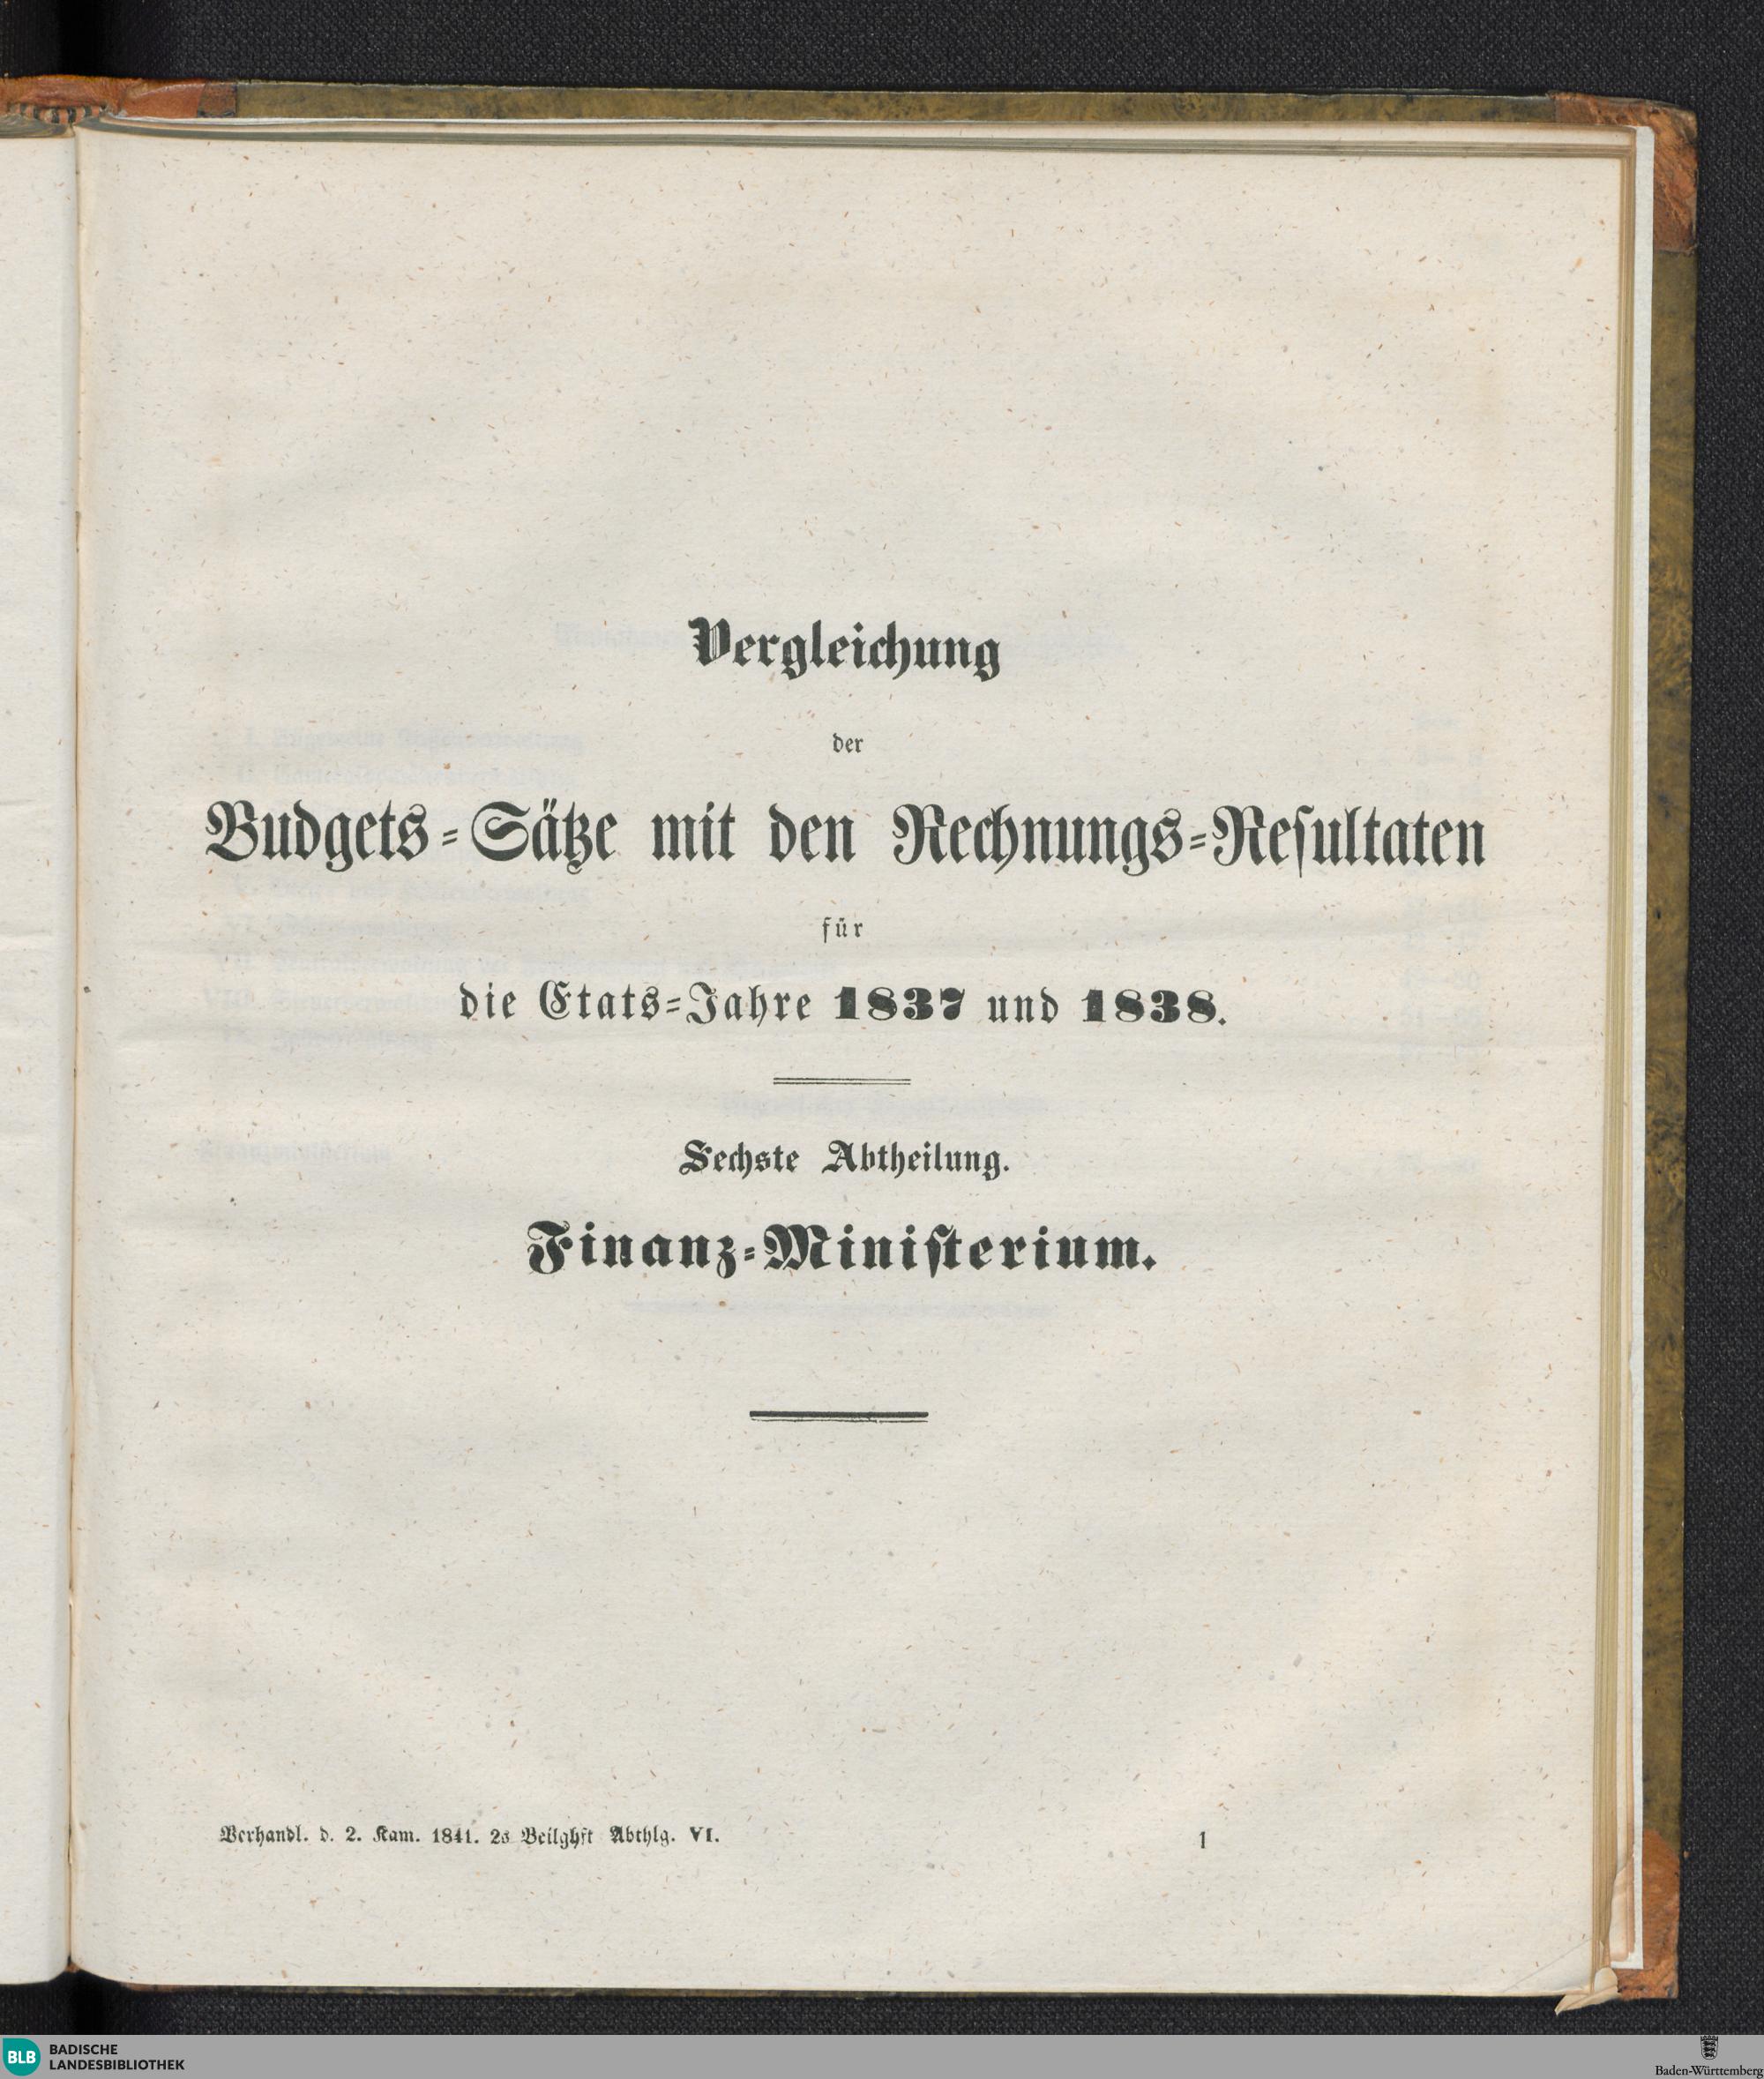 Vergleichung
der
Budgets-Sätze mit den Rechnungs-Resultaten
für
die Etats-Jahre 1837 und 1838.
Sechste Abtheilung.
Finanz-Ministerium.
Verhandl. d. 2. Kam. 1841. 2s Beilghft Abthlg. VI.
1
BLB BADISCHE
LANDESBIBLIOTHEK
Baden-Württemberg